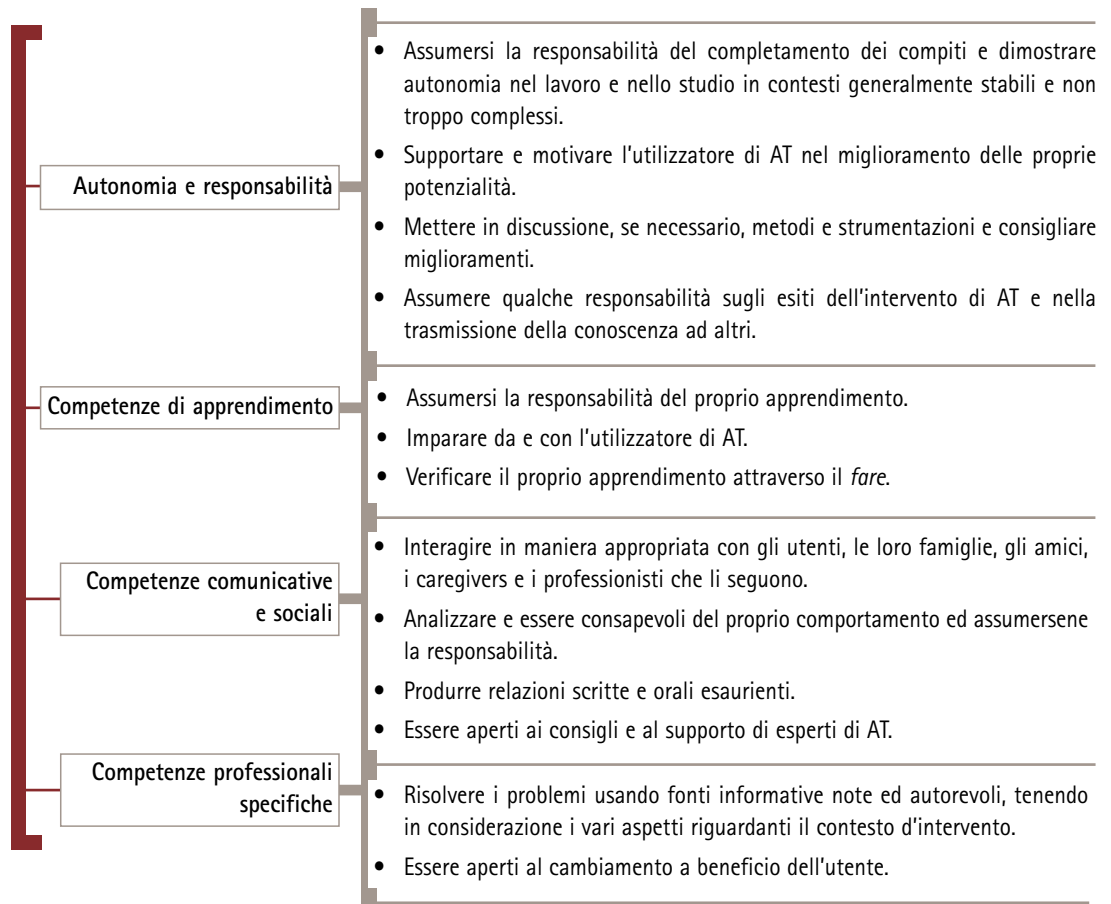 Autonomia e responsabilità
• Assumersi la responsabilità del completamento dei compiti e dimostrare
autonomia nel lavoro e nello studio in contesti generalmente stabili e non
troppo complessi.
• Supportare e motivare l'utilizzatore di AT nel miglioramento delle proprie
potenzialità.
• Mettere in discussione, se necessario, metodi e strumentazioni e consigliare
miglioramenti.
• Assumere qualche responsabilità sugli esiti dell'intervento di AT e nella
trasmissione della conoscenza ad altri.
Competenze di apprendimento
• Assumersi la responsabilità del proprio apprendimento.
• Imparare da e con l'utilizzatore di AT.
• Verificare il proprio apprendimento attraverso il fare.
Competenze comunicative
e sociali
• Interagire in maniera appropriata con gli utenti, le loro famiglie, gli amici,
i caregivers e i professionisti che li seguono.
• Analizzare e essere consapevoli del proprio comportamento ed assumersene
la responsabilità.
• Produrre relazioni scritte e orali esaurienti.
• Essere aperti ai consigli e al supporto di esperti di AT.
Competenze professionali
specifiche
• Risolvere i problemi usando fonti informative note ed autorevoli, tenendo
in considerazione i vari aspetti riguardanti il contesto d'intervento.
• Essere aperti al cambiamento a beneficio dell'utente.